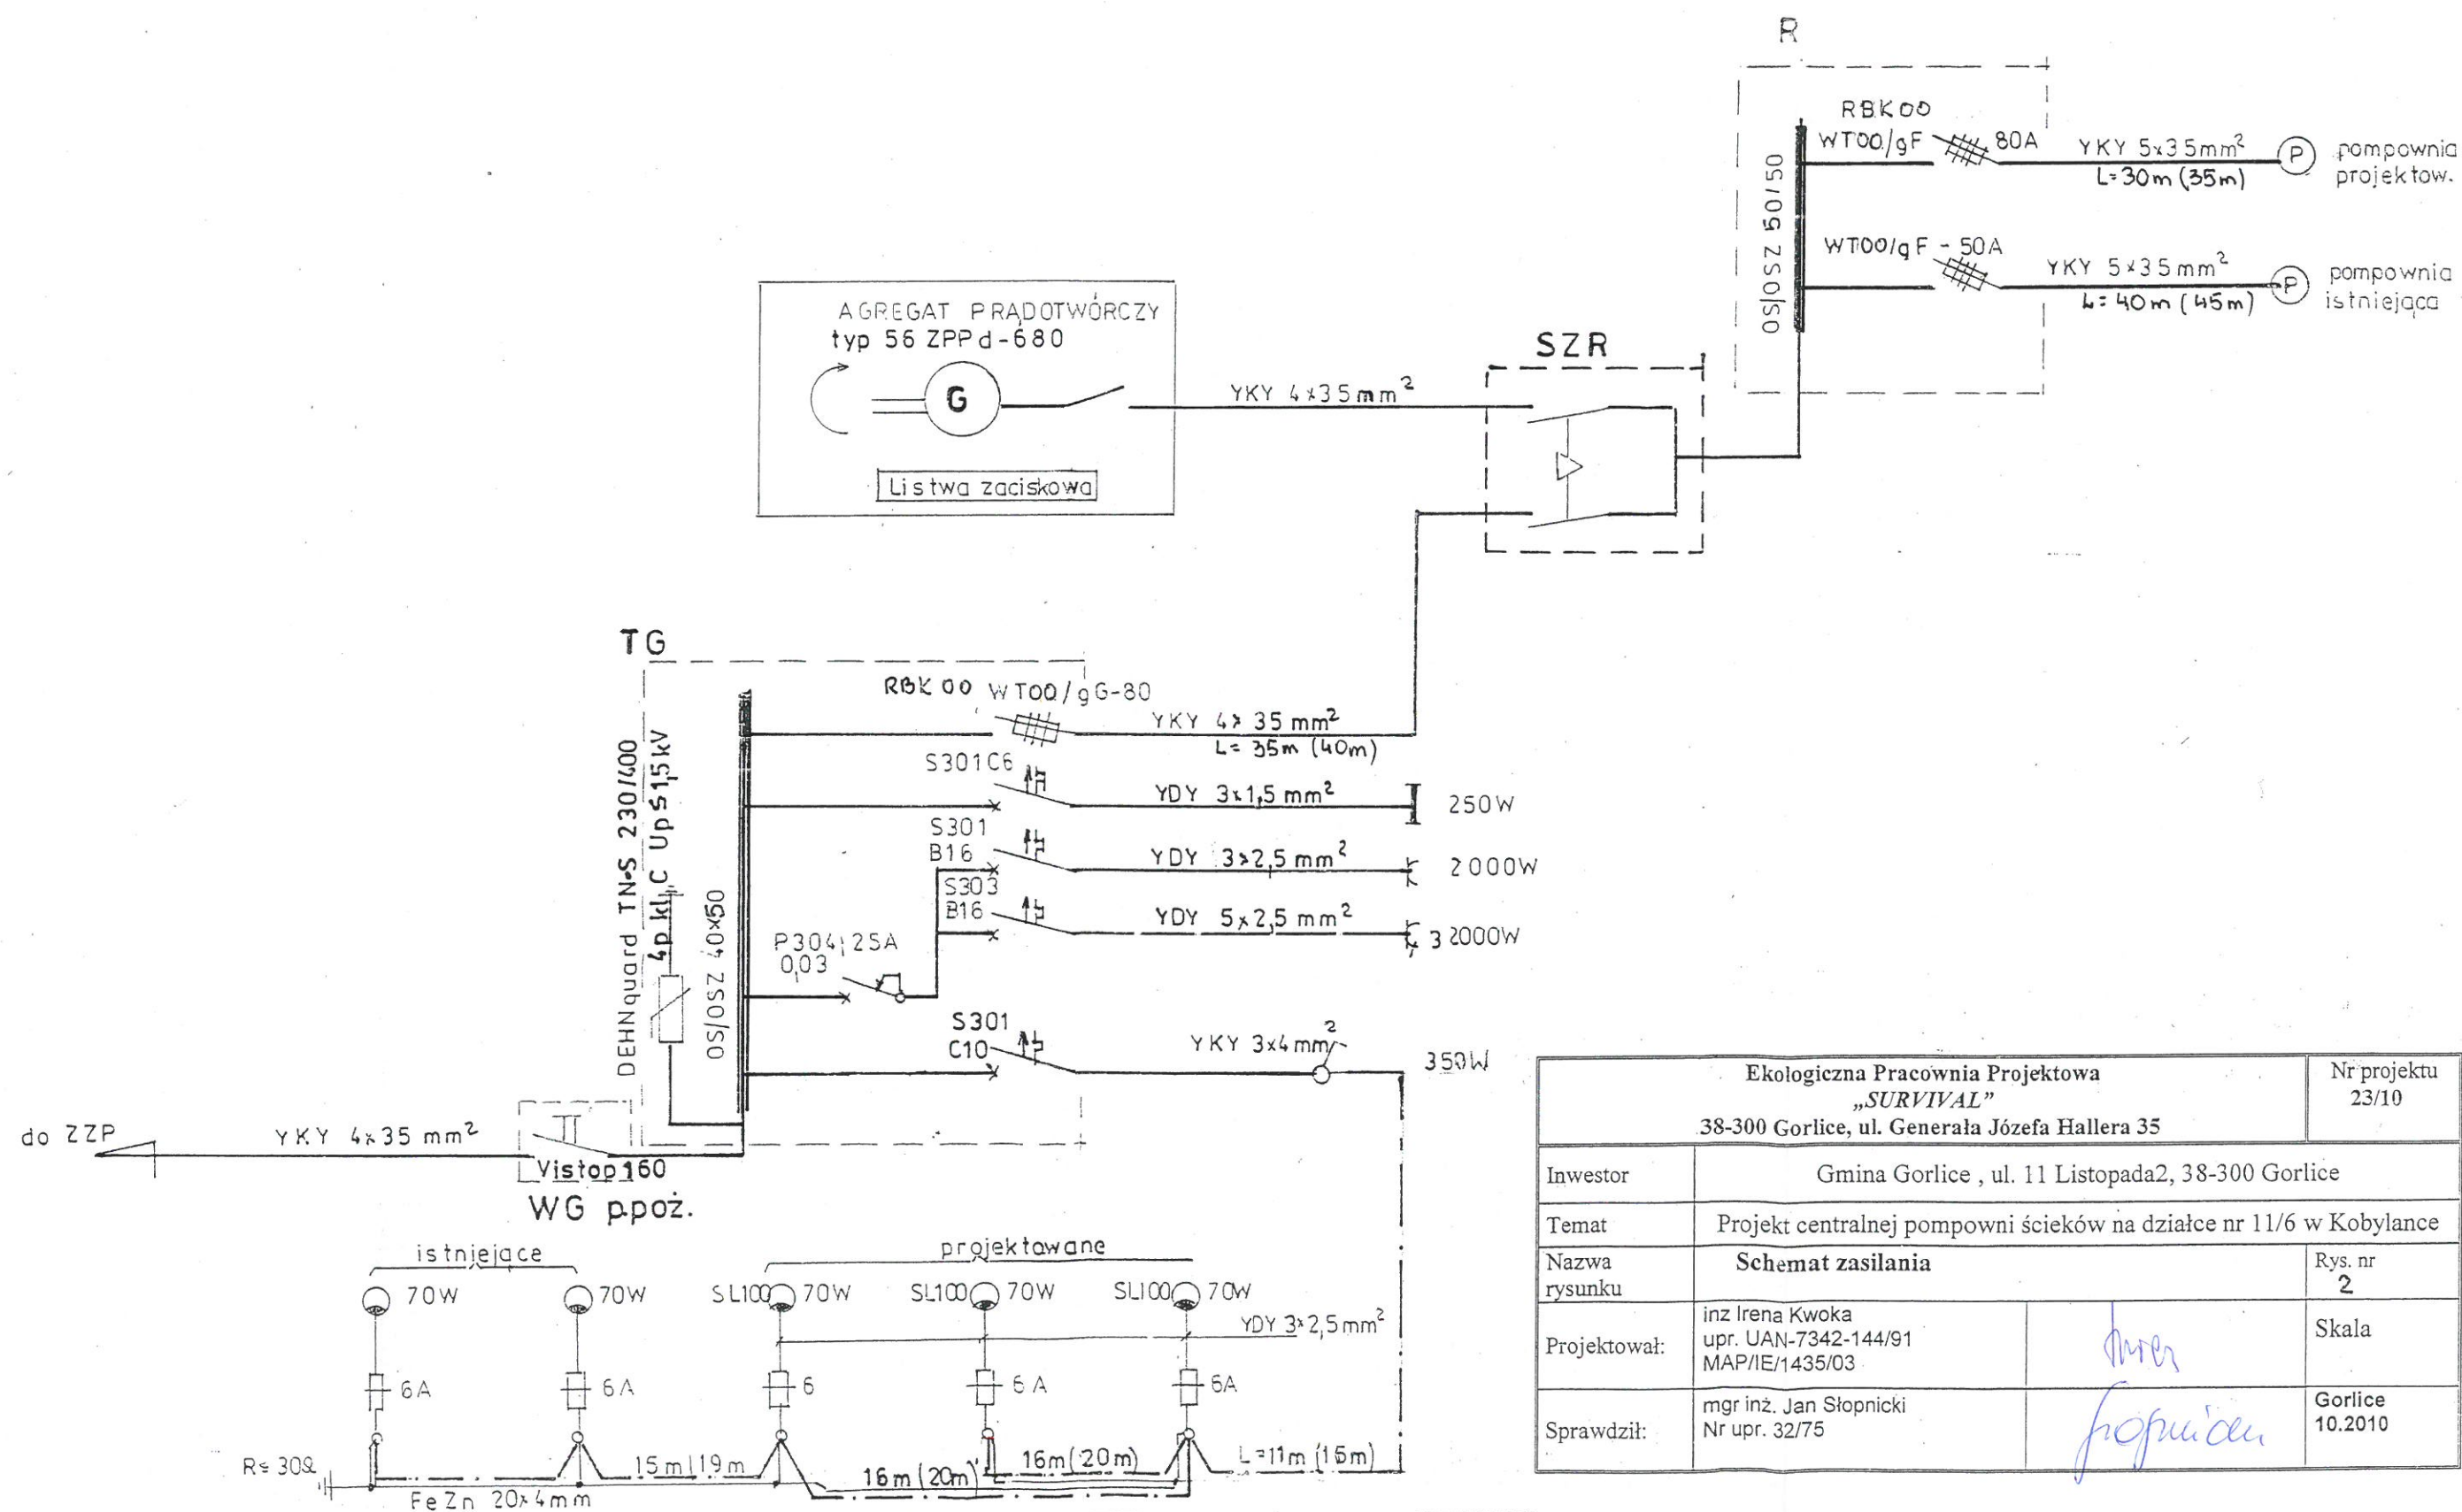 R
RBK00
WT00/gF 80A
YKY 5x35mm²
L=30m (35m)
P
pompownia
projektow.
OS/OSZ 50/50
WT00/gF - 50A
YKY 5x35mm²
L=40m (45m)
P
pompownia
istniejąca
AGREGAT PRĄDOTWÓRCZY
typ 56 ZPPd-680
G
Listwa zaciskowa
YKY 4x35mm²
SZR
TG
RBK 00 WT00/gG-80
YKY 4x35 mm²
L= 35m (40m)
S301C6
YDY 3x1,5 mm²
250W
S301
B16
YDY 3x2,5 mm²
2000W
S303
B16
YDY 5x2,5 mm²
3 2000W
P304 25A
0,03
S301
C10
YKY 3x4mm²
350W
DEHNquard TN-S 230/400
4p kl. C Up≤1,5kV
OS/OSZ 40x50
do ZZP
YKY 4x35 mm²
Vistop 160
WG p.poż.
istniejące
projektowane
70W
70W
SL100 70W
SL100 70W
SL100 70W
YDY 3x2,5mm²
6A
6A
6
6A
6A
R≤30Ω
FeZn 20x4mm
15m (19m
16m (20m)
16m (20m)
L=11m (15m)
Ekologiczna Pracownia Projektowa
„SURVIVAL”
38-300 Gorlice, ul. Generała Józefa Hallera 35
Nr projektu
23/10
Inwestor
Gmina Gorlice , ul. 11 Listopada2, 38-300 Gorlice
Temat
Projekt centralnej pompowni ścieków na działce nr 11/6 w Kobylance
Nazwa
rysunku
Schemat zasilania
Rys. nr
2
Projektował:
inz Irena Kwoka
upr. UAN-7342-144/91
MAP/IE/1435/03
Skala
Sprawdził:
mgr inż. Jan Słopnicki
Nr upr. 32/75
Gorlice
10.2010